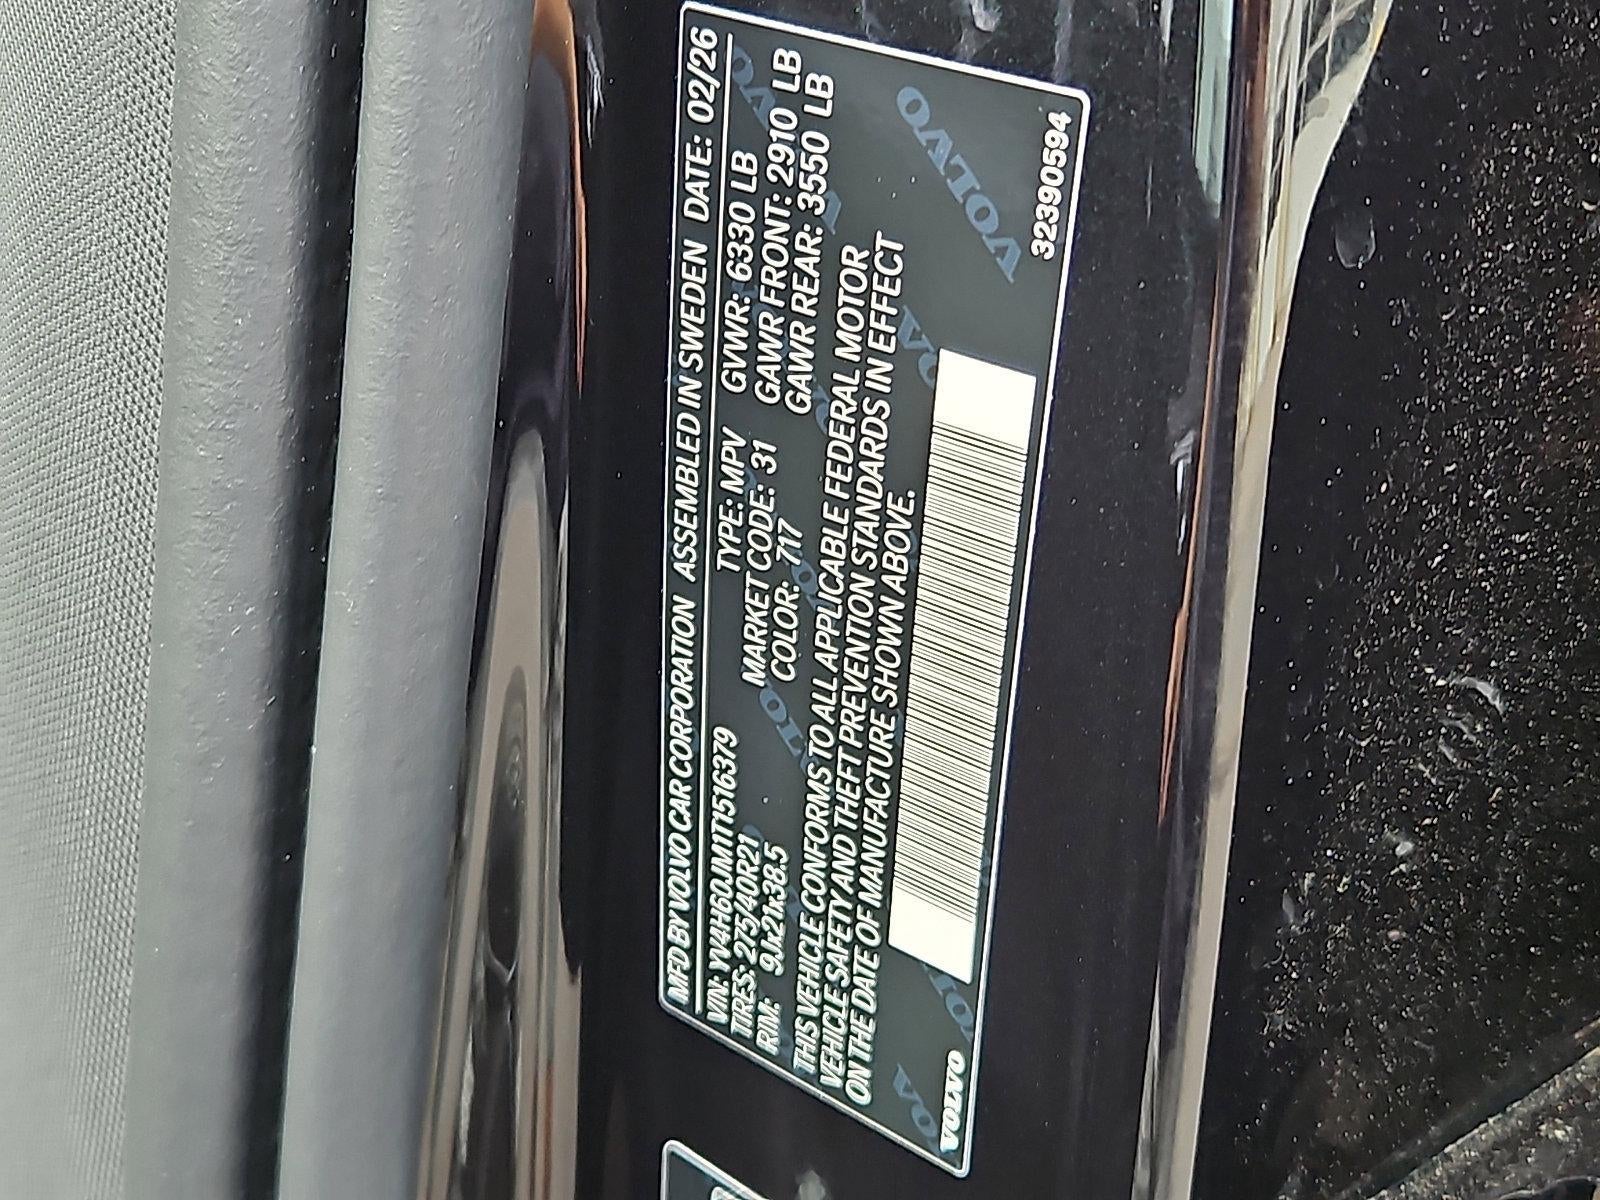 MFD BY VOLVO CAR CORPORATION ASSEMBLED IN SWEDEN DATE: 02/26
VIN: YV4H60JM1T1516379 TYPE: MPV GVWR: 6330 LB
TIRES: 275/40R21 MARKET CODE: 31 GAWR FRONT: 2910 LB
RIM: 9Jx21x38.5 COLOR: 717 GAWR REAR: 3550 LB
THIS VEHICLE CONFORMS TO ALL APPLICABLE FEDERAL MOTOR
VEHICLE SAFETY AND THEFT PREVENTION STANDARDS IN EFFECT
ON THE DATE OF MANUFACTURE SHOWN ABOVE.
VOLVO
VOLVO
32390594